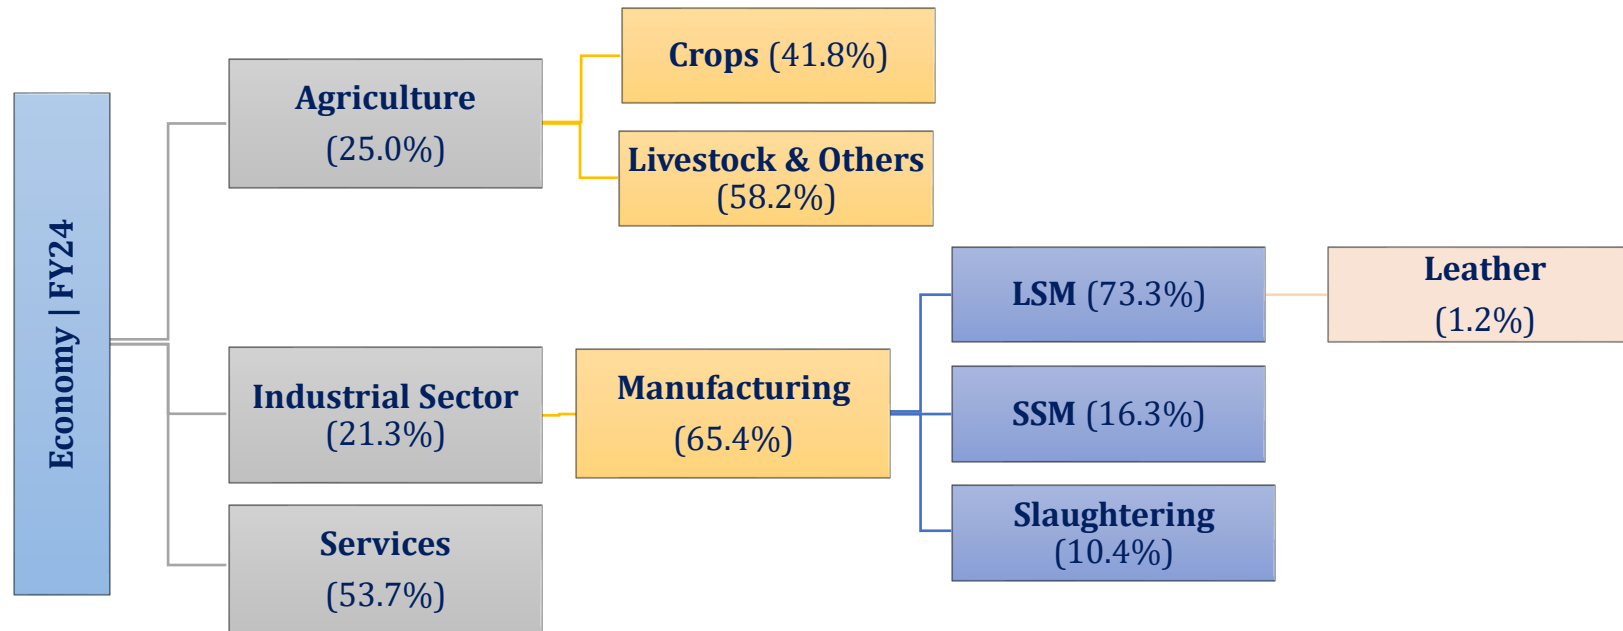 Economy | FY24
Agriculture
(25.0%)
Crops (41.8%)
Livestock & Others
(58.2%)
Industrial Sector
(21.3%)
Manufacturing
(65.4%)
LSM (73.3%)
Leather
(1.2%)
SSM (16.3%)
Slaughtering
(10.4%)
Services
(53.7%)